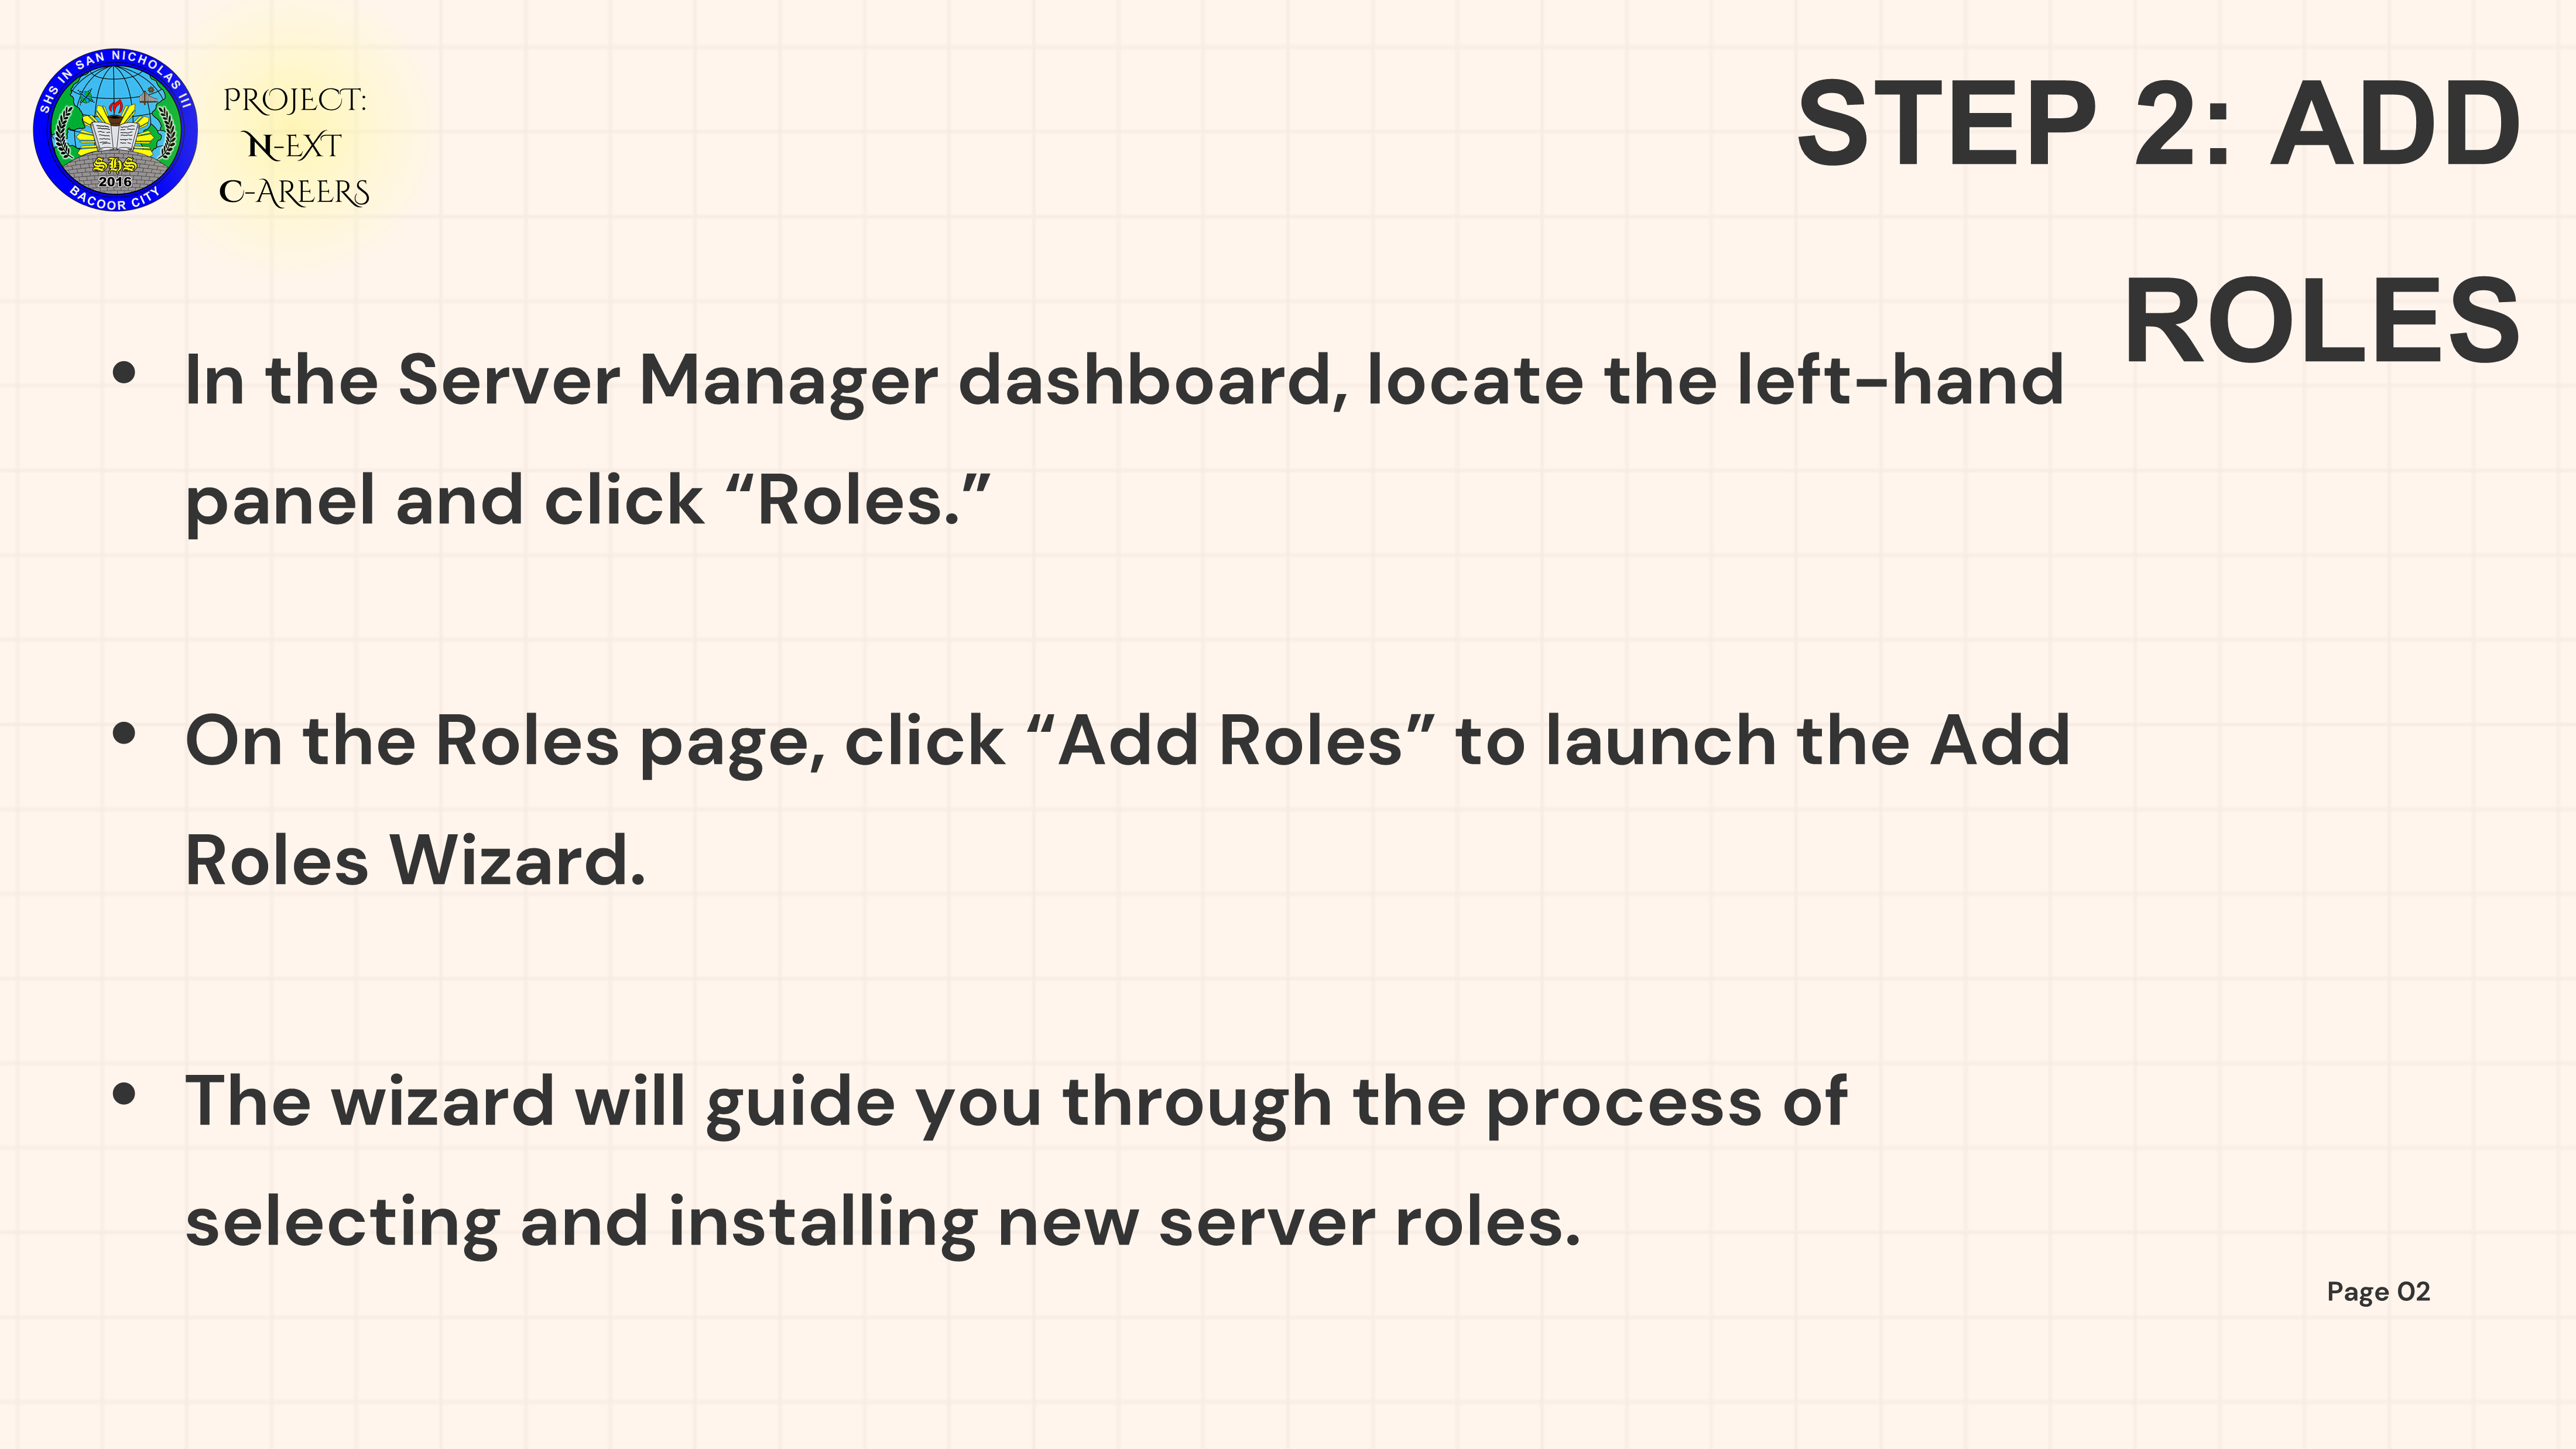 SHS IN SAN NICHOLAS III
SHS
2016
BACOOR CITY
PROJECT:
N-EXT
C-AREERS
STEP 2: ADD
ROLES
• In the Server Manager dashboard, locate the left-hand
panel and click “Roles.”
• On the Roles page, click “Add Roles” to launch the Add
Roles Wizard.
• The wizard will guide you through the process of
selecting and installing new server roles.
Page 02